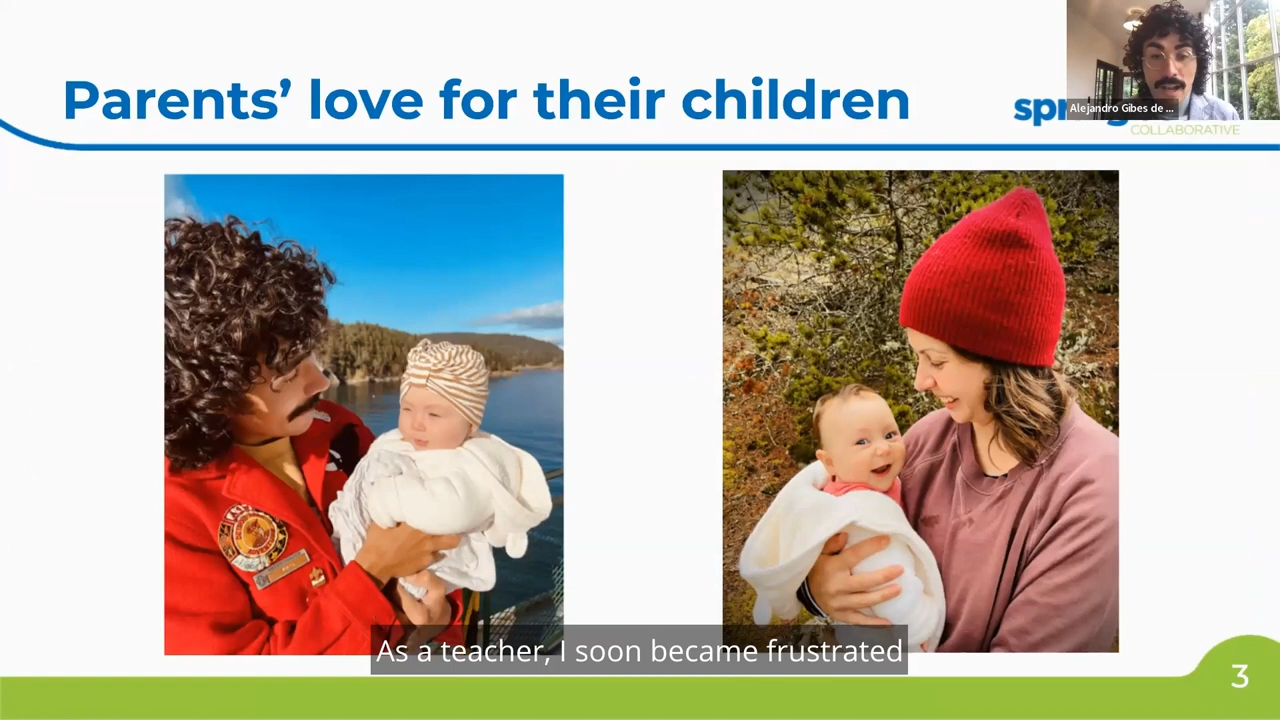 Parents' love for their children
Alejandro Gibes de ...
COLLABORATIVE
As a teacher, I soon became frustrated
3